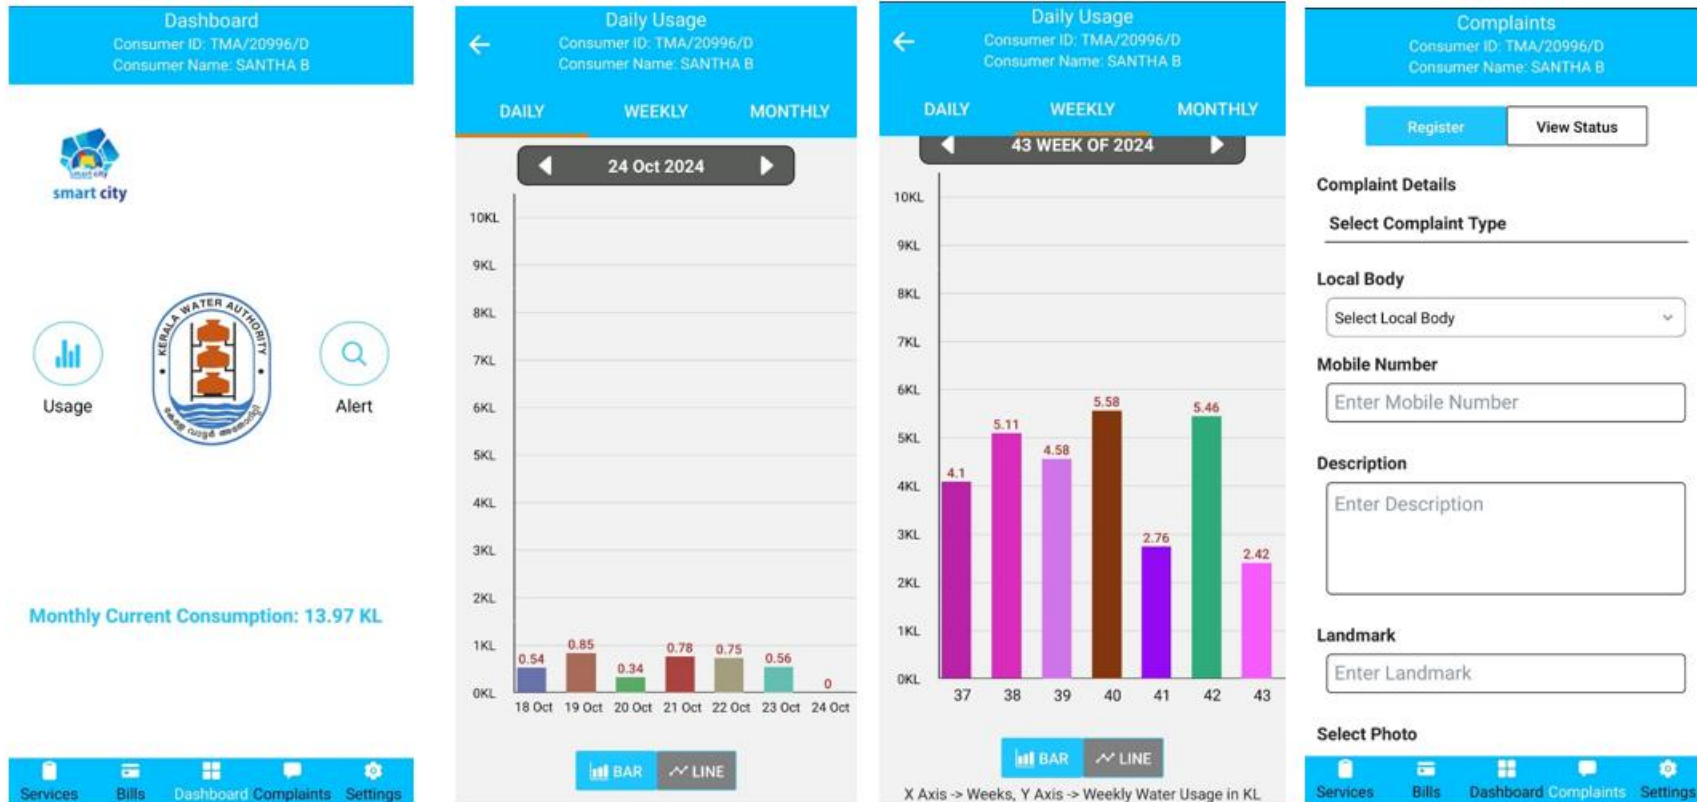 Dashboard
Consumer ID: TMA/20996/D
Consumer Name: SANTHA B
smart city
smart city
KERALA WATER AUTHORITY
കേരള വാട്ടർ അതോറിറ്റി
Usage
Alert
Monthly Current Consumption: 13.97 KL
Services Bills Dashboard Complaints Settings
Daily Usage
Consumer ID: TMA/20996/D
Consumer Name: SANTHA B
DAILY WEEKLY MONTHLY
24 Oct 2024
10KL
9KL
8KL
7KL
6KL
5KL
4KL
3KL
2KL
1KL
0KL
0.54 0.85 0.34 0.78 0.75 0.56 0
18 Oct 19 Oct 20 Oct 21 Oct 22 Oct 23 Oct 24 Oct
BAR LINE
Daily Usage
Consumer ID: TMA/20996/D
Consumer Name: SANTHA B
DAILY WEEKLY MONTHLY
43 WEEK OF 2024
10KL
9KL
8KL
7KL
6KL
5KL
4KL
3KL
2KL
1KL
0KL
4.1 5.11 4.58 5.58 2.76 5.46 2.42
37 38 39 40 41 42 43
BAR LINE
X Axis -> Weeks, Y Axis -> Weekly Water Usage in KL
Complaints
Consumer ID: TMA/20996/D
Consumer Name: SANTHA B
Register View Status
Complaint Details
Select Complaint Type
Local Body
Select Local Body
Mobile Number
Enter Mobile Number
Description
Enter Description
Landmark
Enter Landmark
Select Photo
Services Bills Dashboard Complaints Settings